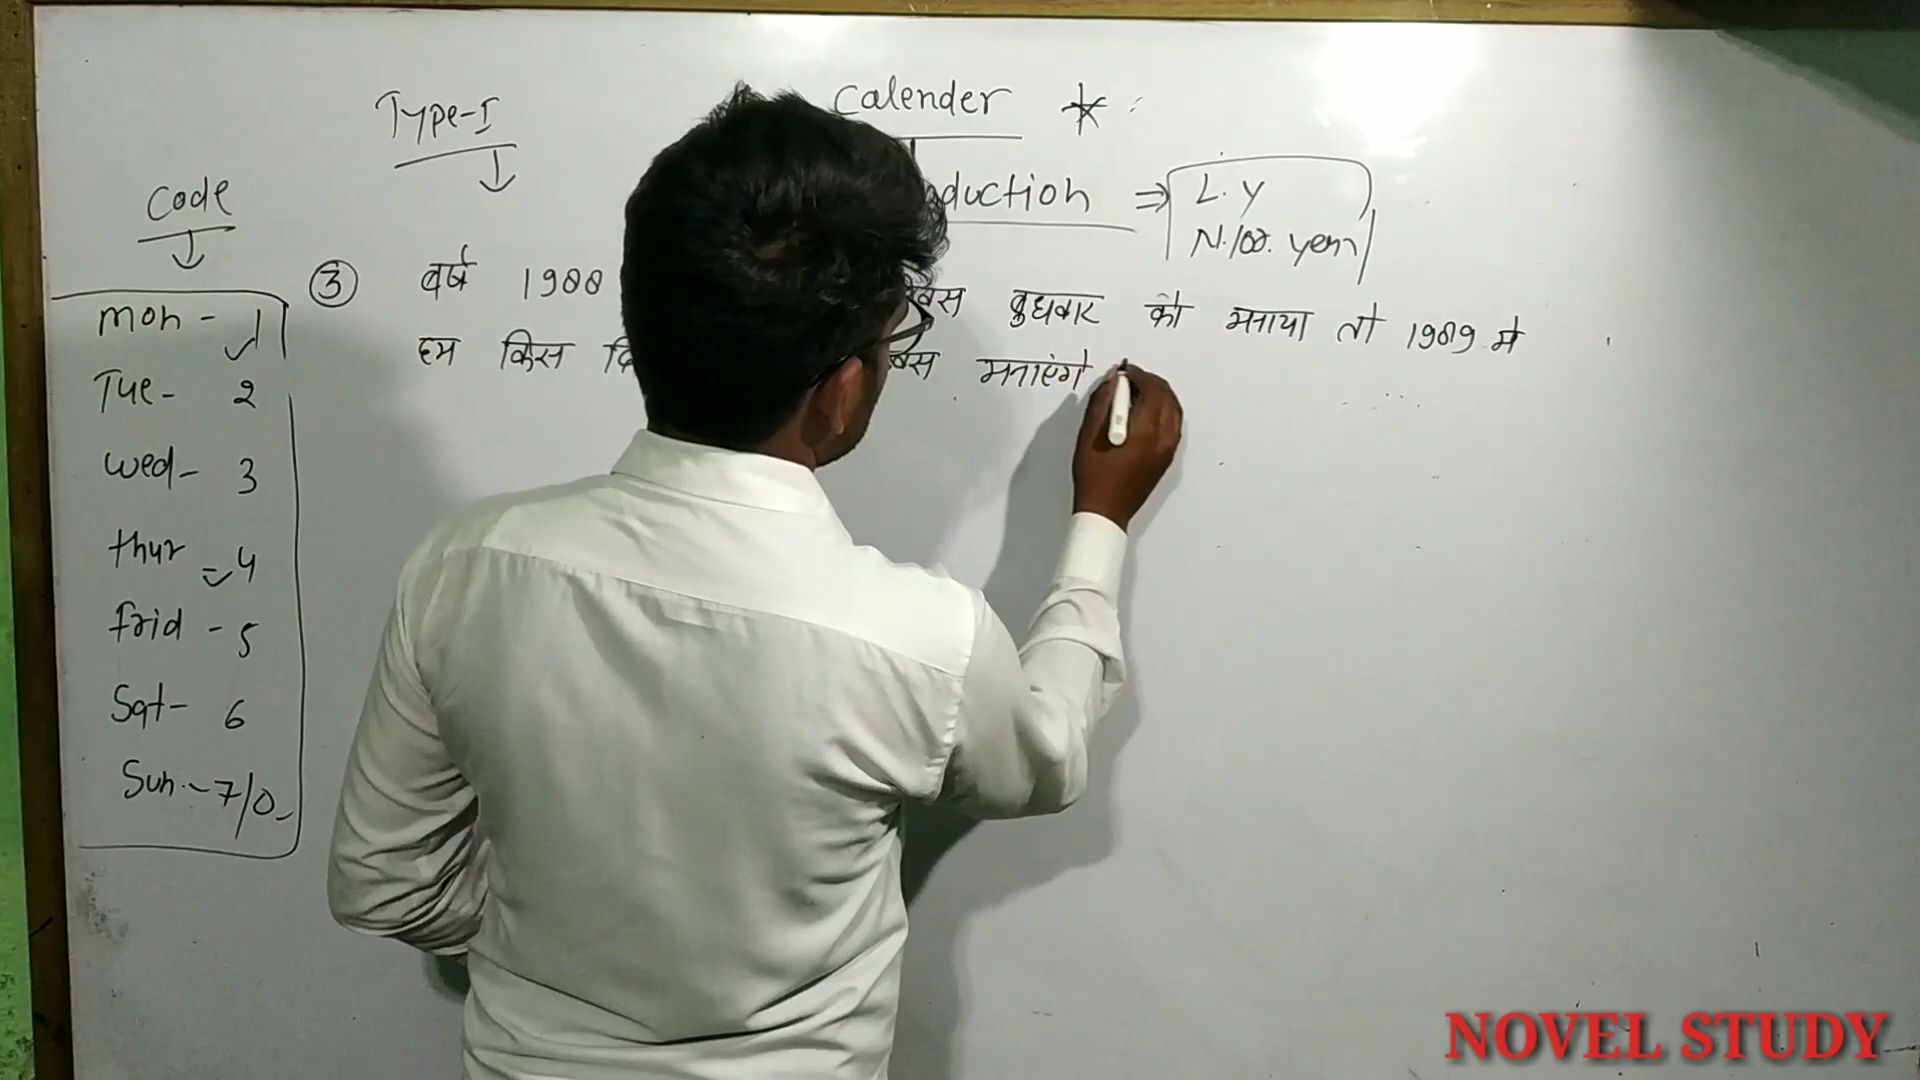 Type-I
Calender
Code
duction ⇒ L.Y
N./or. year
③ वर्ष 1988 बुधवार को मनाया तो 1989 मे
हम किस मनाएंगे
Mon - 1
Tue - 2
Wed - 3
thur = 4
frid - 5
Sat - 6
Sun - 7/0
NOVEL STUDY